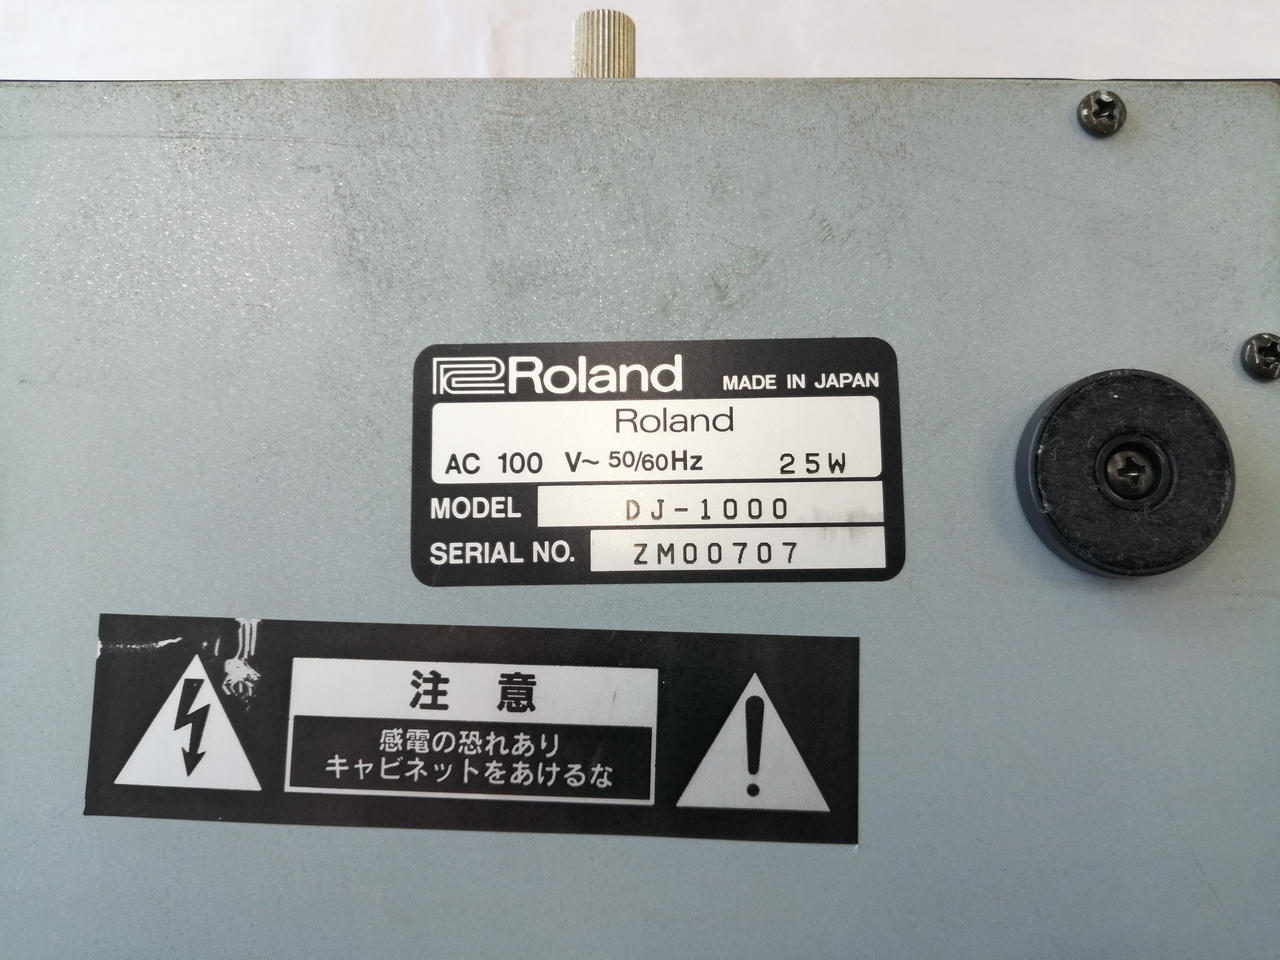 Roland MADE IN JAPAN
Roland
AC 100 V~ 50/60Hz 25W
MODEL DJ-1000
SERIAL NO. ZM00707
注 意
感電の恐れあり
キャビネットをあけるな